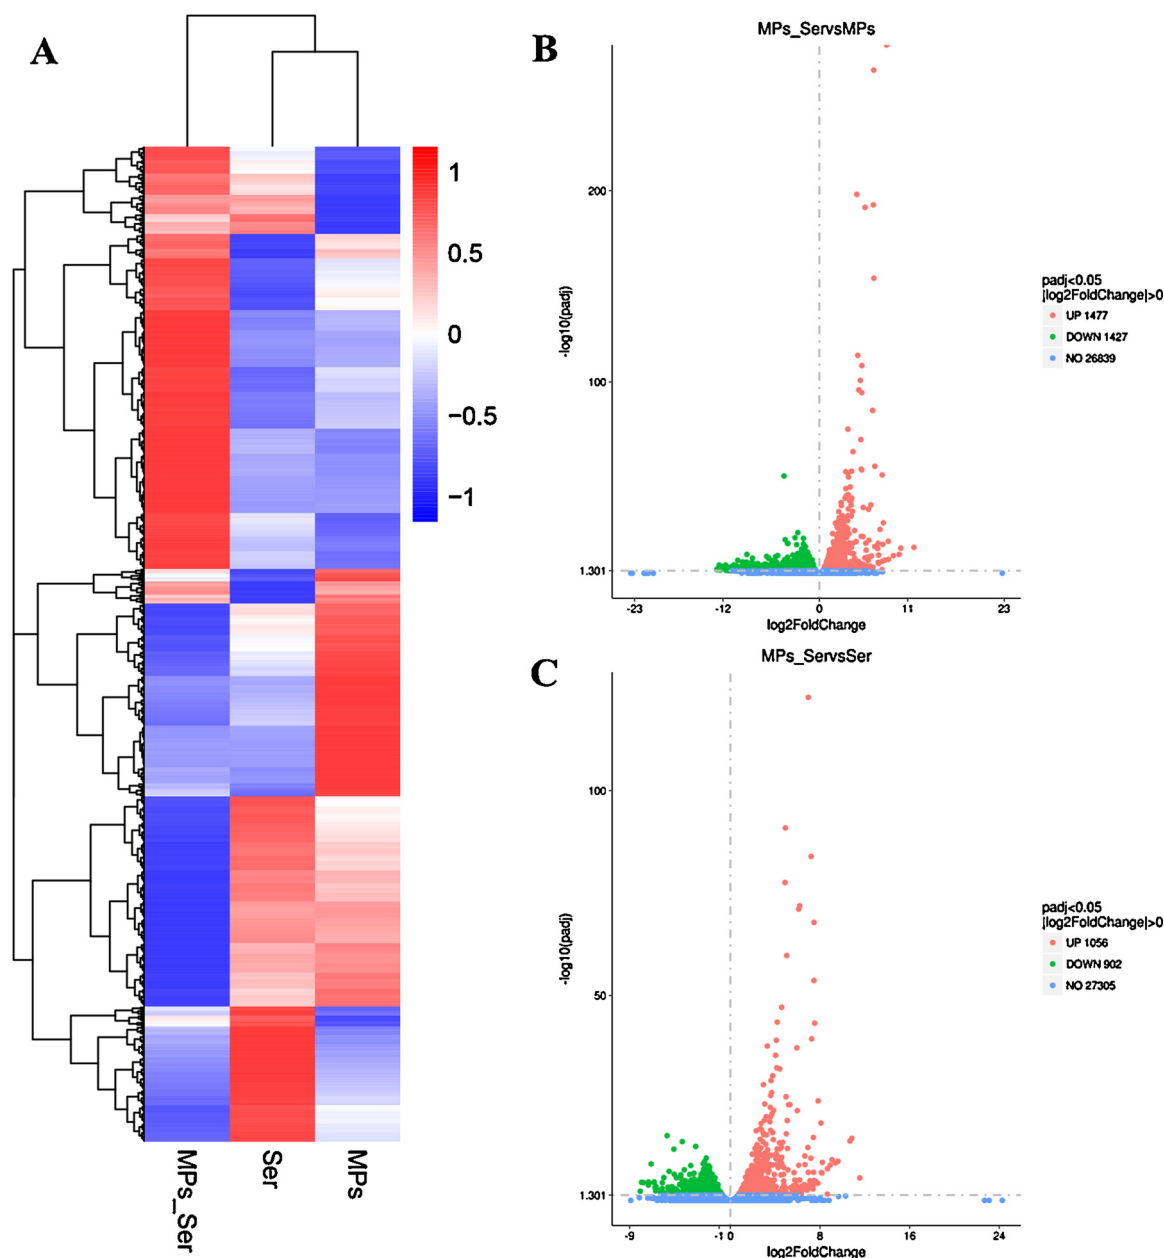 A
1
0.5
0
−0.5
−1
MPs_Ser
Ser
MPs
B
MPs_ServsMPs
-log10(padj)
200
100
1.301
-23
-12
0
11
23
log2FoldChange
padj<0.05
|log2FoldChange|>0
UP 1477
DOWN 1427
NO 26839
C
MPs_ServsSer
-log10(padj)
100
50
1.301
-9
-1
0
8
16
24
log2FoldChange
padj<0.05
|log2FoldChange|>0
UP 1056
DOWN 902
NO 27305